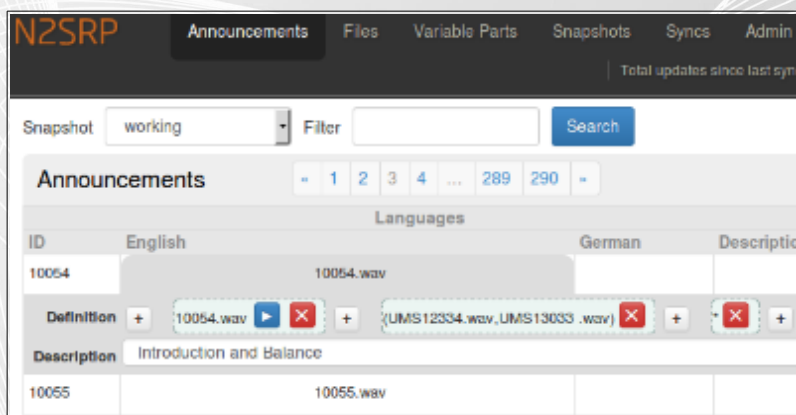 N2SRP Announcements Files Variable Parts Snapshots Syncs Admin
Total updates since last syn
Snapshot working Filter Search
Announcements « 1 2 3 4 ... 289 290 »
Languages
ID English German Descriptio
10054 10054.wav
Definition + 10054.wav + (UMS12334.wav,UMS13033 .wav) + * +
Description Introduction and Balance
10055 10055.wav